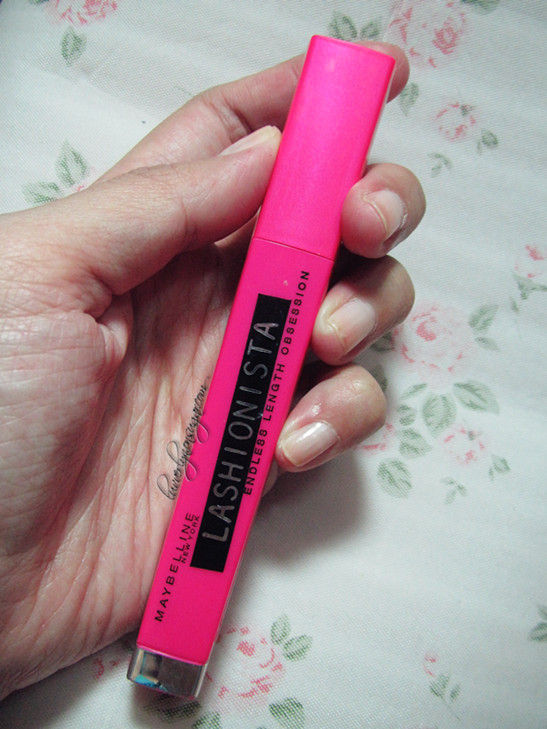 MAYBELLINE
NEW YORK
LASHIONISTA
ENDLESS LENGTH OBSESSION